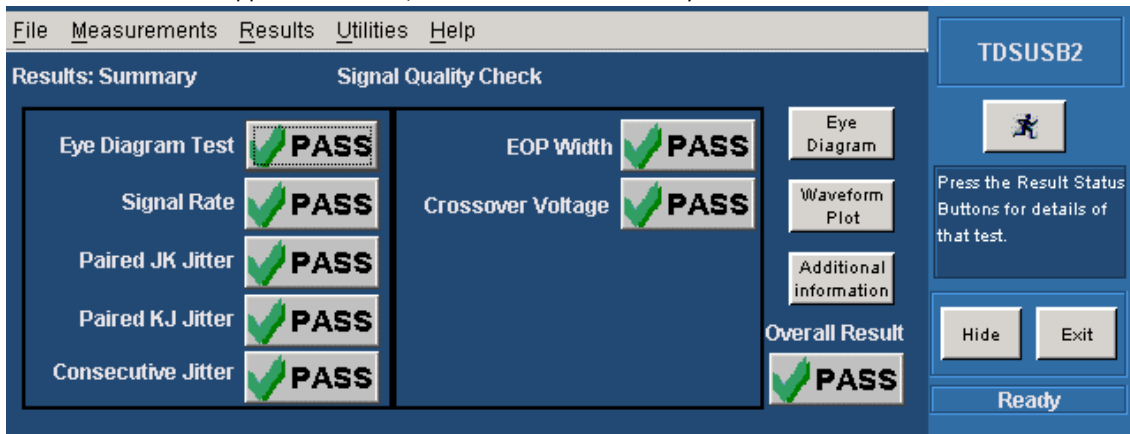 File Measurements Results Utilities Help
TDSUSB2
Results: Summary Signal Quality Check
Eye Diagram Test PASS
Signal Rate PASS
Paired JK Jitter PASS
Paired KJ Jitter PASS
Consecutive Jitter PASS
EOP Width PASS
Crossover Voltage PASS
Eye
Diagram
Waveform
Plot
Additional
information
Overall Result
PASS
Press the Result Status
Buttons for details of
that test.
Hide Exit
Ready